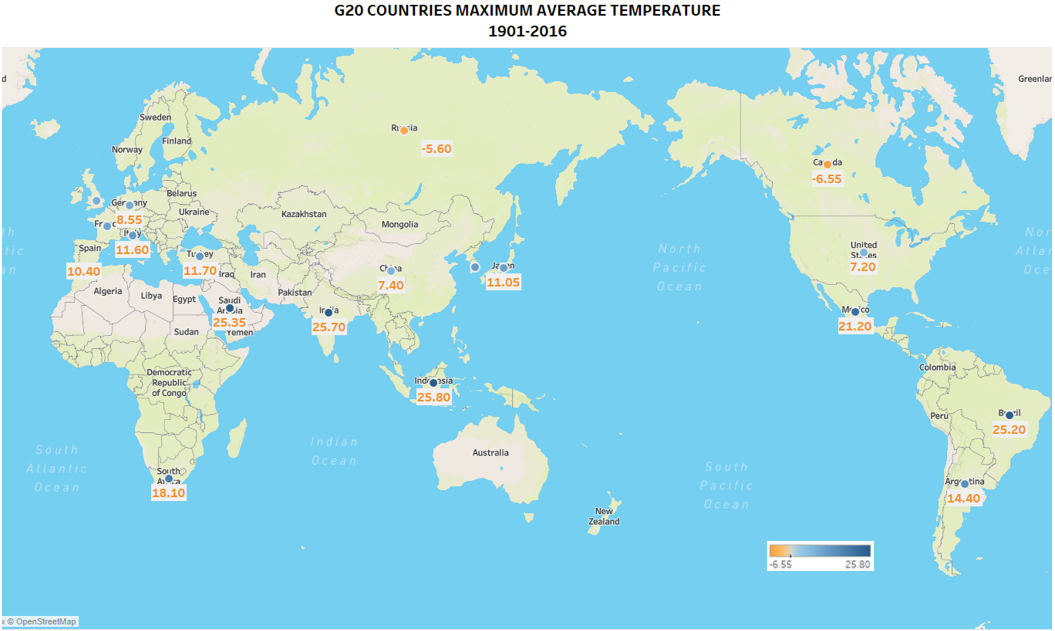 G20 COUNTRIES MAXIMUM AVERAGE TEMPERATURE
1901-2016
Greenlan
d
Sweden
Finland
Norway
Russia
-5.60
Canada
-6.55
Belarus
Germany
8.55
Ukraine
Kazakhstan
Mongolia
France
Italy
11.60
Spain
10.40
Turkey
11.70
Iraq
Iran
China
7.40
Japan
11.05
United
States
7.20
North
Pacific
Ocean
th
tic
n
North
Atlan
Oce
Algeria
Libya
Egypt
Saudi
Arabia
25.35
Pakistan
India
25.70
Mexico
21.20
Sudan
Yemen
Democratic
Republic
of Congo
Indonesia
25.80
Colombia
Peru
Brazil
25.20
South
Atlantic
Ocean
Indian
Ocean
Australia
South
Pacific
Ocean
South
Africa
18.10
Argentina
14.40
New
Zealand
-6.55
25.80
x © OpenStreetMap